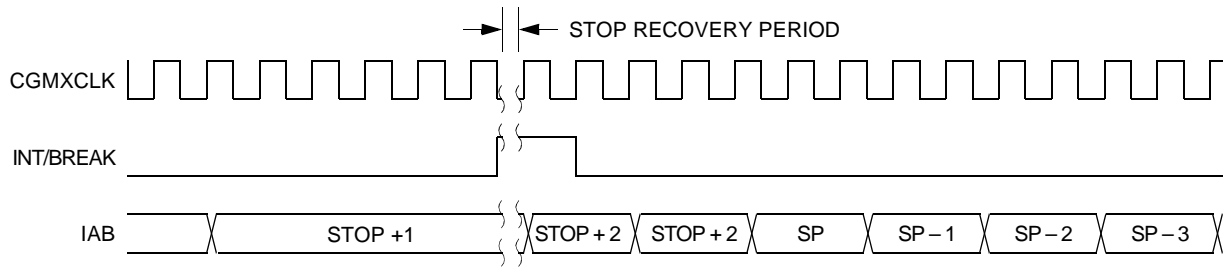 STOP RECOVERY PERIOD
CGMXCLK
INT/BREAK
IAB STOP +1 STOP + 2 STOP + 2 SP SP – 1 SP – 2 SP – 3